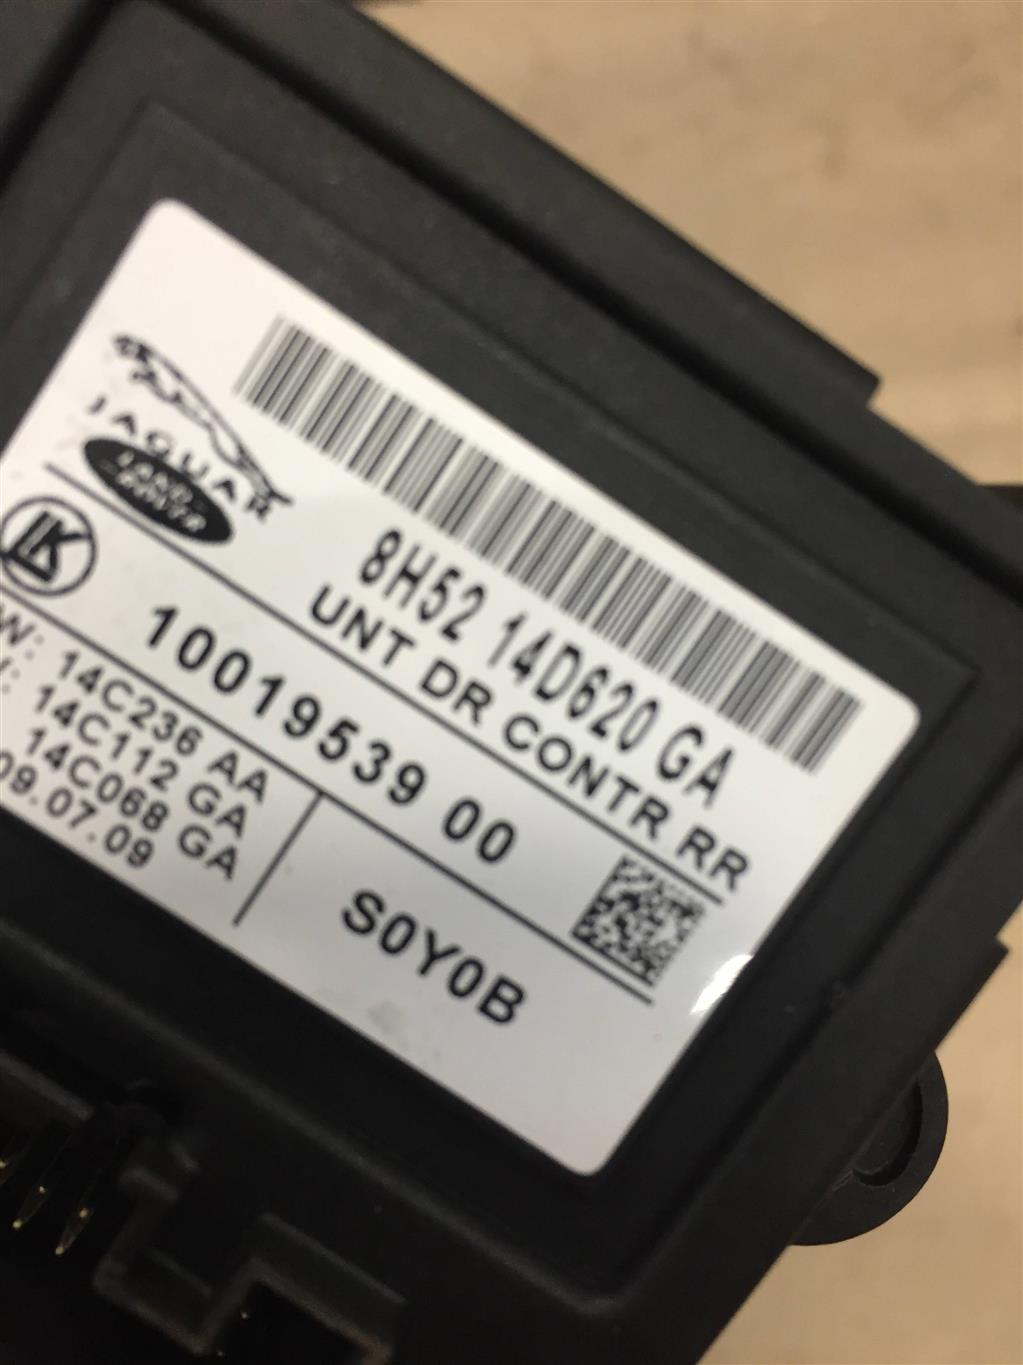 JAGUAR
LAND
ROVER
8H52 14D620 GA
UNT DR CONTR RR
LK
10019539 00
W: 14C236 AA
: 14C112 GA
14C068 GA
09.07.09
S0Y0B